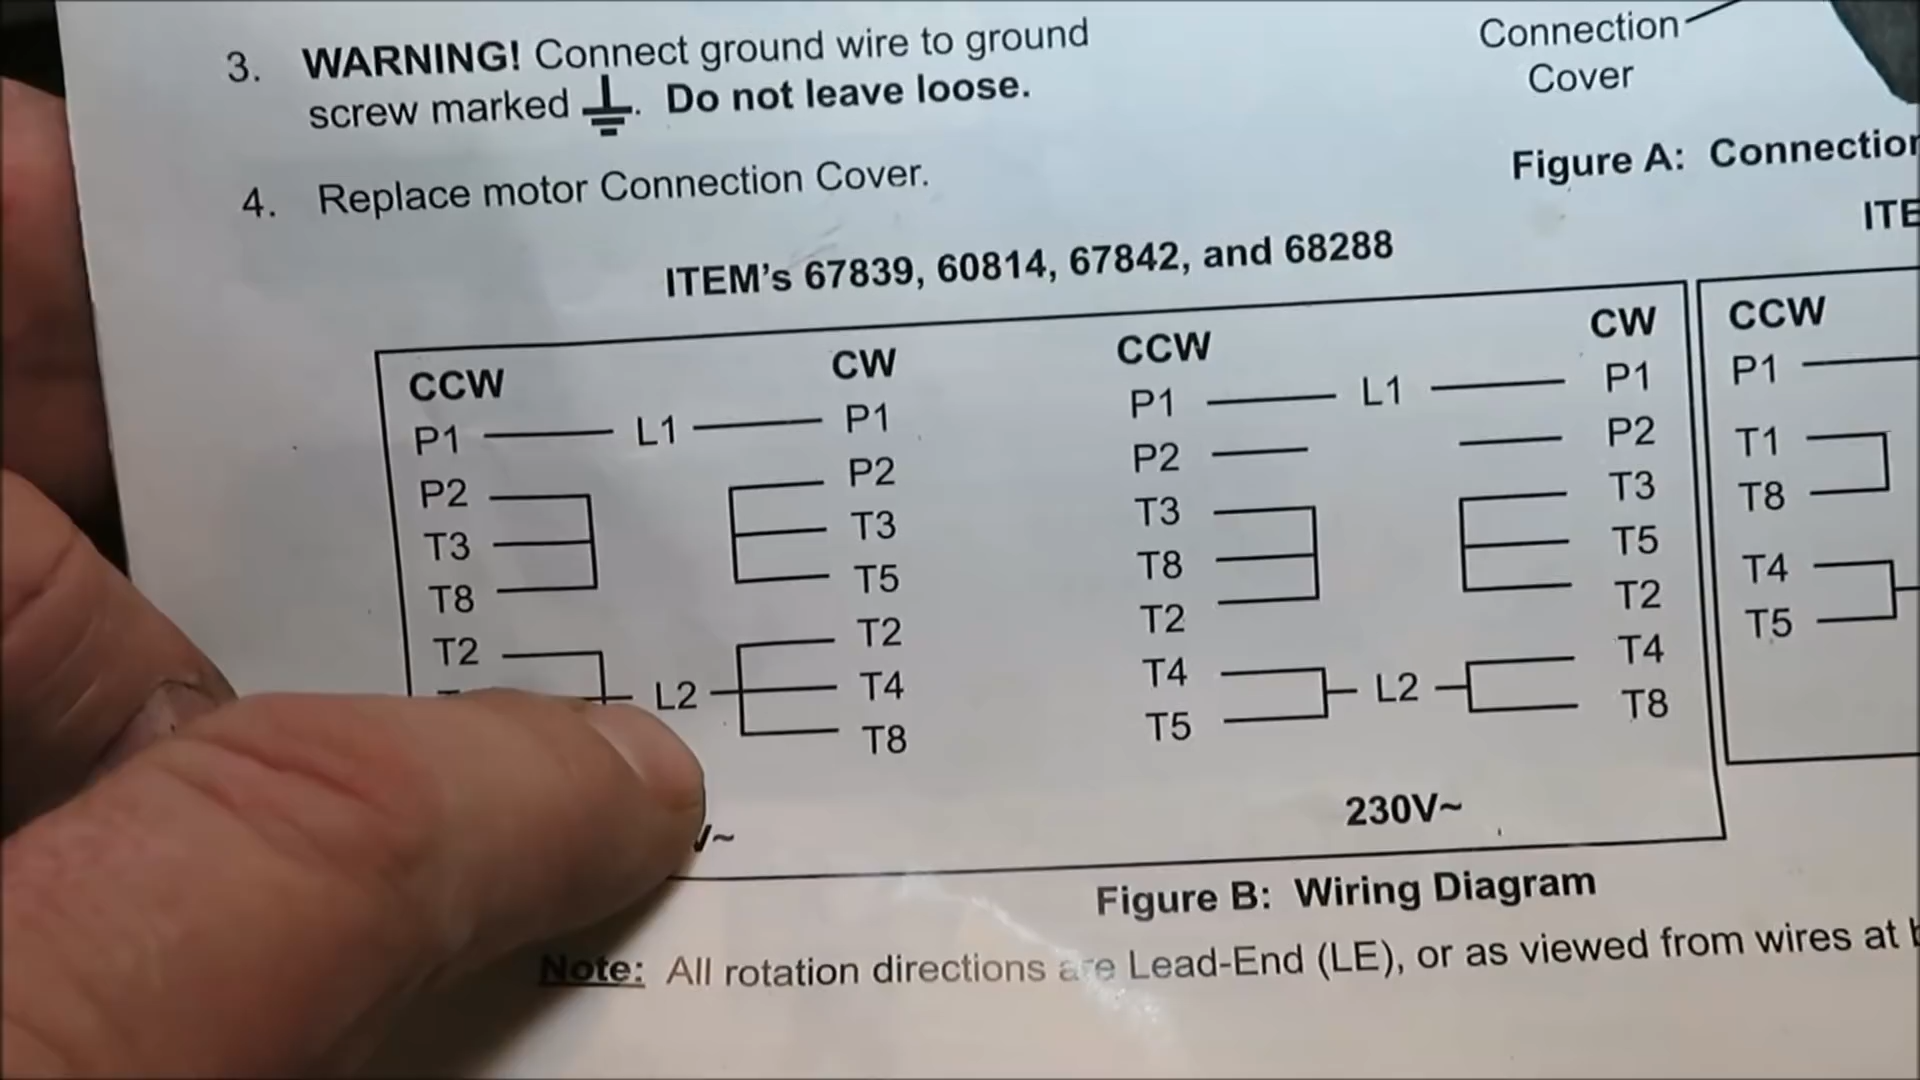 3. WARNING! Connect ground wire to ground
screw marked . Do not leave loose.
4. Replace motor Connection Cover.
Connection
Cover
Figure A: Connection
ITEM's 67839, 60814, 67842, and 68288
CCW
P1
P2
T3
T8
T2
L1
L2
CW
P1
P2
T3
T5
T2
T4
T8
V~
CCW
P1
P2
T3
T8
T2
T4
T5
L1
L2
CW
P1
P2
T3
T5
T2
T4
T8
230V~
CCW
P1
T1
T8
T4
T5
Figure B: Wiring Diagram
Note: All rotation directions are Lead-End (LE), or as viewed from wires at